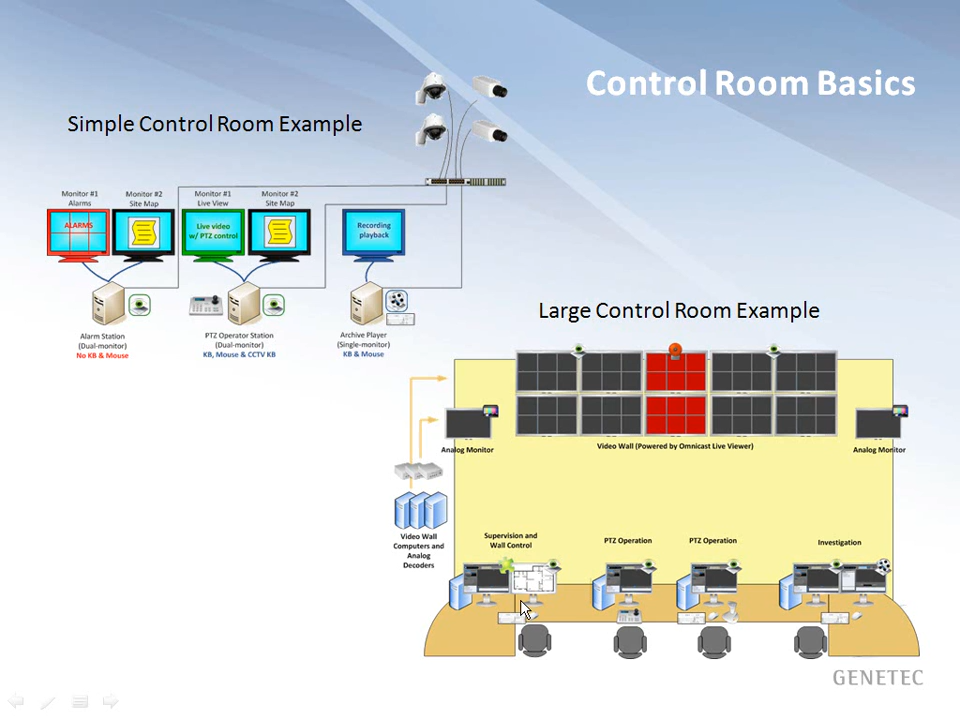 Control Room Basics
Simple Control Room Example
Monitor #1
Alarms
Monitor #2
Site Map
Monitor #1
Live View
Monitor #2
Site Map
ALARMS
Live video
w/ PTZ control
Recording
playback
Alarm Station
(Dual-monitor)
No KB & Mouse
PTZ Operator Station
(Dual-monitor)
KB, Mouse & CCTV KB
Archive Player
(Single-monitor)
KB & Mouse
Large Control Room Example
Analog Monitor
Video Wall (Powered by Omnicast Live Viewer)
Analog Monitor
Video Wall
Computers and
Analog
Decoders
Supervision and
Wall Control
PTZ Operation
PTZ Operation
Investigation
GENETEC